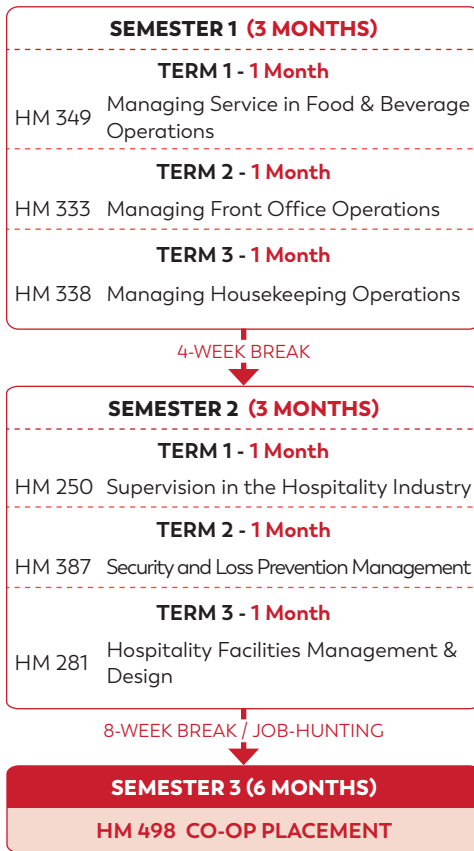 SEMESTER 1 (3 MONTHS)
TERM 1 - 1 Month
HM 349 Managing Service in Food & Beverage
Operations
TERM 2 - 1 Month
HM 333 Managing Front Office Operations
TERM 3 - 1 Month
HM 338 Managing Housekeeping Operations
4-WEEK BREAK
SEMESTER 2 (3 MONTHS)
TERM 1 - 1 Month
HM 250 Supervision in the Hospitality Industry
TERM 2 - 1 Month
HM 387 Security and Loss Prevention Management
TERM 3 - 1 Month
HM 281 Hospitality Facilities Management &
Design
8-WEEK BREAK / JOB-HUNTING
SEMESTER 3 (6 MONTHS)
HM 498 CO-OP PLACEMENT